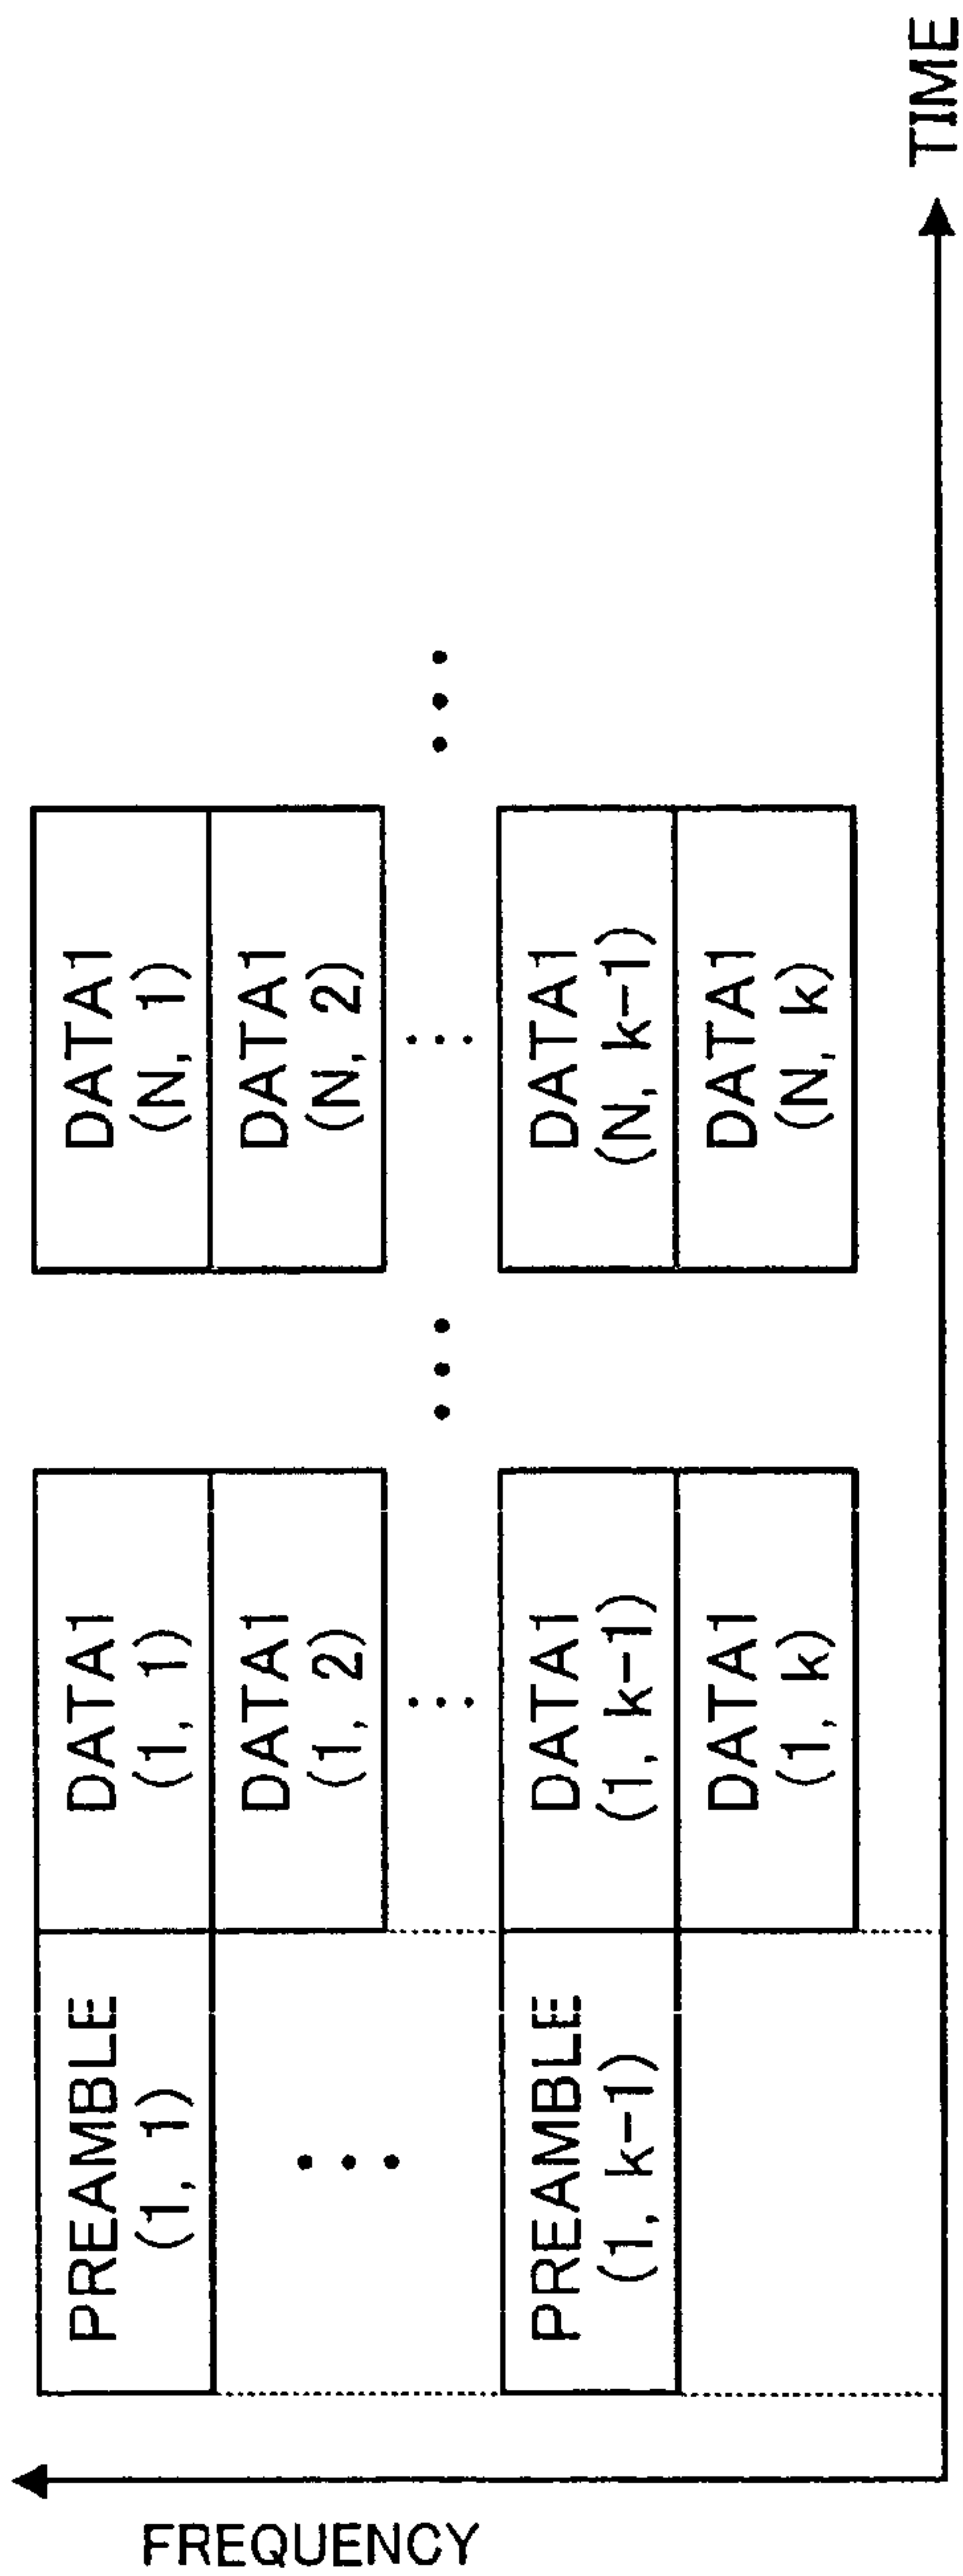 FREQUENCY
PREAMBLE
(1, 1)
PREAMBLE
(1, k-1)
DATA1
(1, 1)
DATA1
(1, 2)
DATA1
(1, k-1)
DATA1
(1, k)
DATA1
(N, 1)
DATA1
(N, 2)
DATA1
(N, k-1)
DATA1
(N, k)
TIME